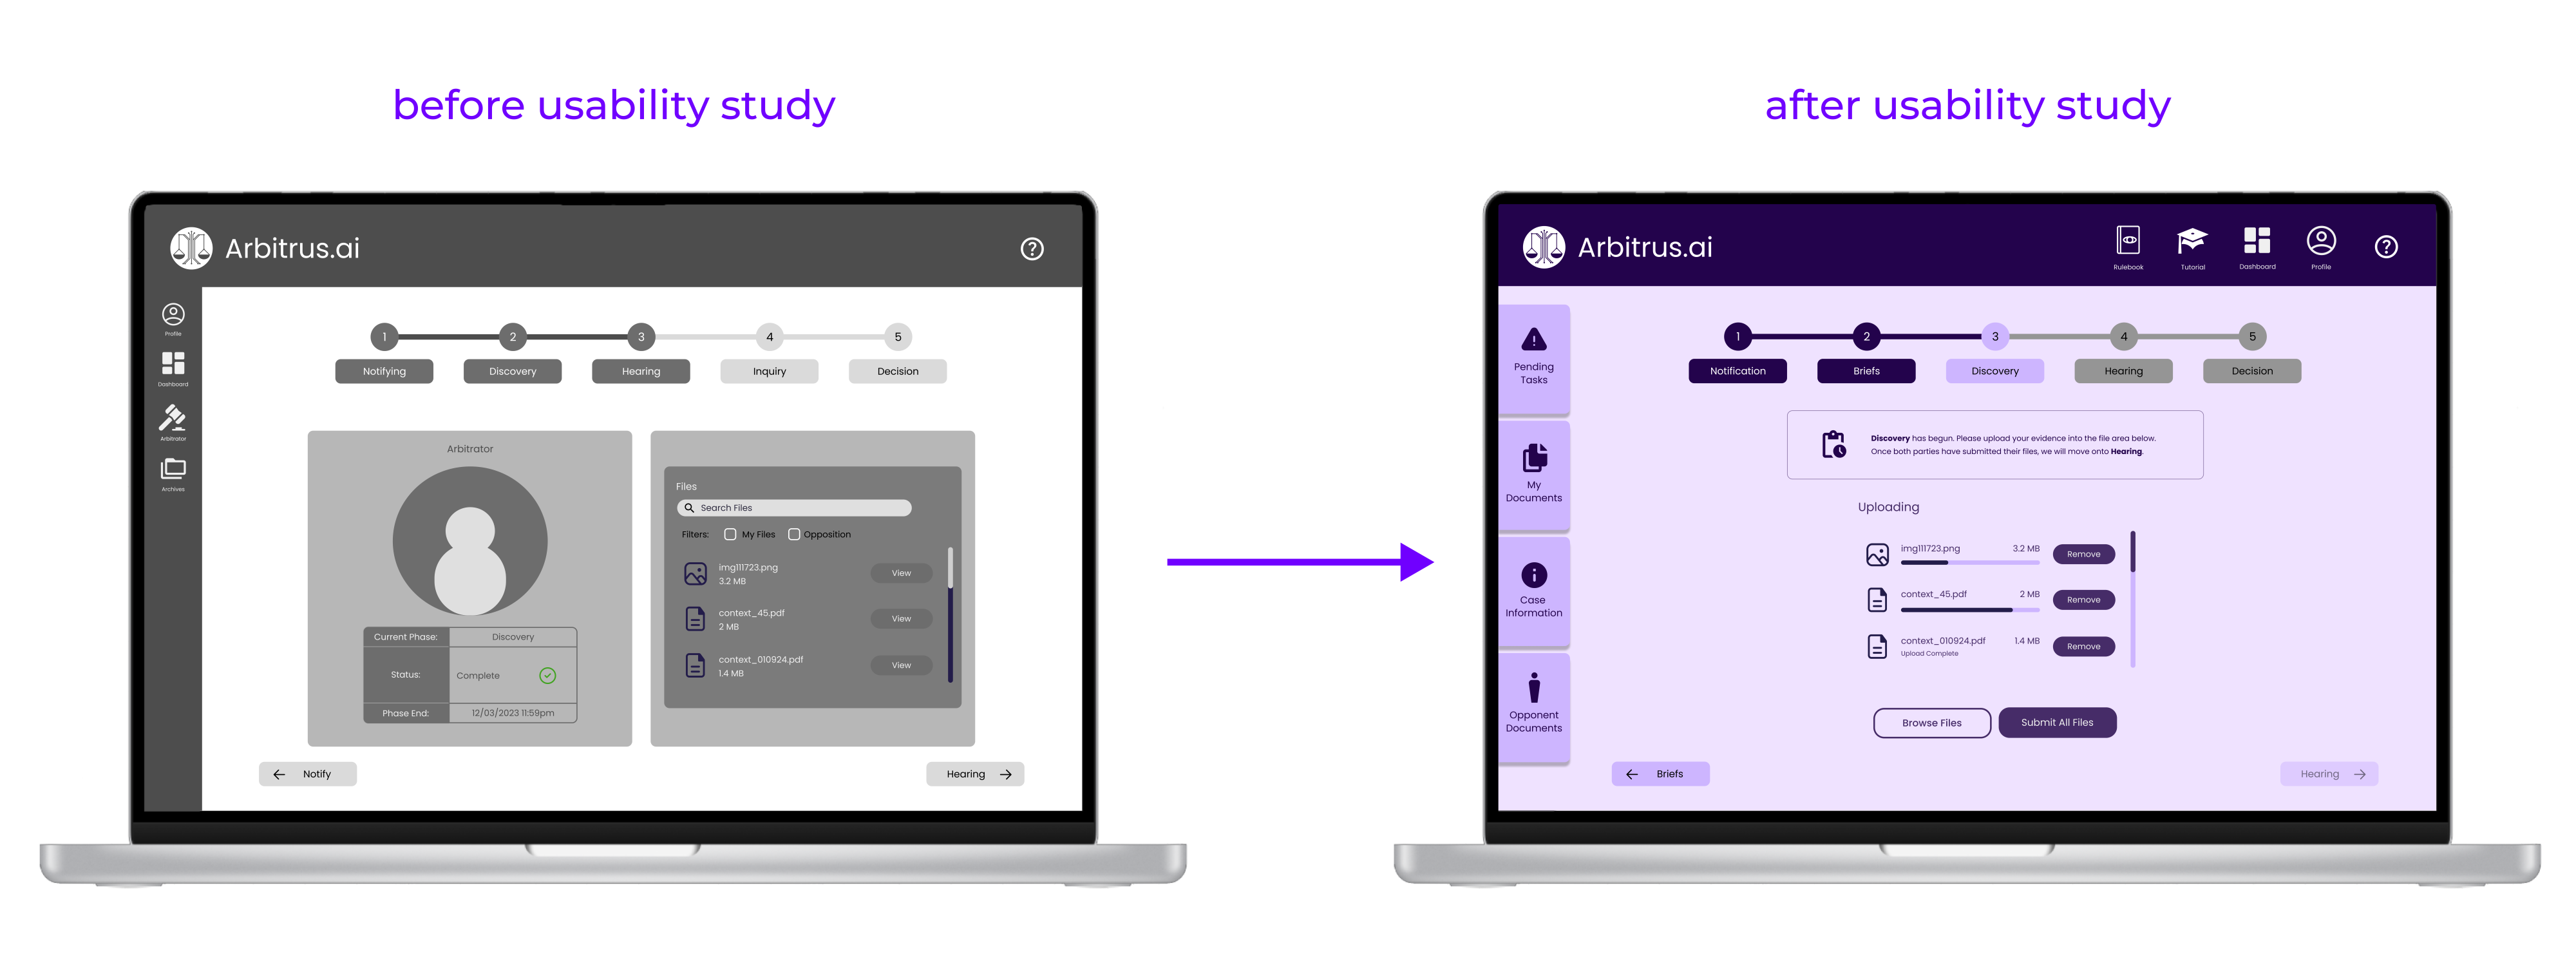 before usability study
after usability study
Arbitrus.ai
Profile
Dashboard
Arbitrator
Archives
1
2
3
4
5
Notifying
Discovery
Hearing
Inquiry
Decision
Arbitrator
Current Phase:
Discovery
Status:
Complete
Phase End:
12/03/2023 11:59pm
Files
Search Files
Filters:
My Files
Opposition
img111723.png
3.2 MB
View
context_45.pdf
2 MB
View
context_010924.pdf
1.4 MB
View
Notify
Hearing
Arbitrus.ai
Rulebook
Tutorial
Dashboard
Profile
Pending
Tasks
My
Documents
Case
Information
Opponent
Documents
1
2
3
4
5
Notification
Briefs
Discovery
Hearing
Decision
Discovery has begun. Please upload your evidence into the file area below.
Once both parties have submitted their files, we will move onto Hearing.
Uploading
img111723.png
3.2 MB
Remove
context_45.pdf
2 MB
Remove
context_010924.pdf
1.4 MB
Upload Complete
Remove
Browse Files
Submit All Files
Briefs
Hearing